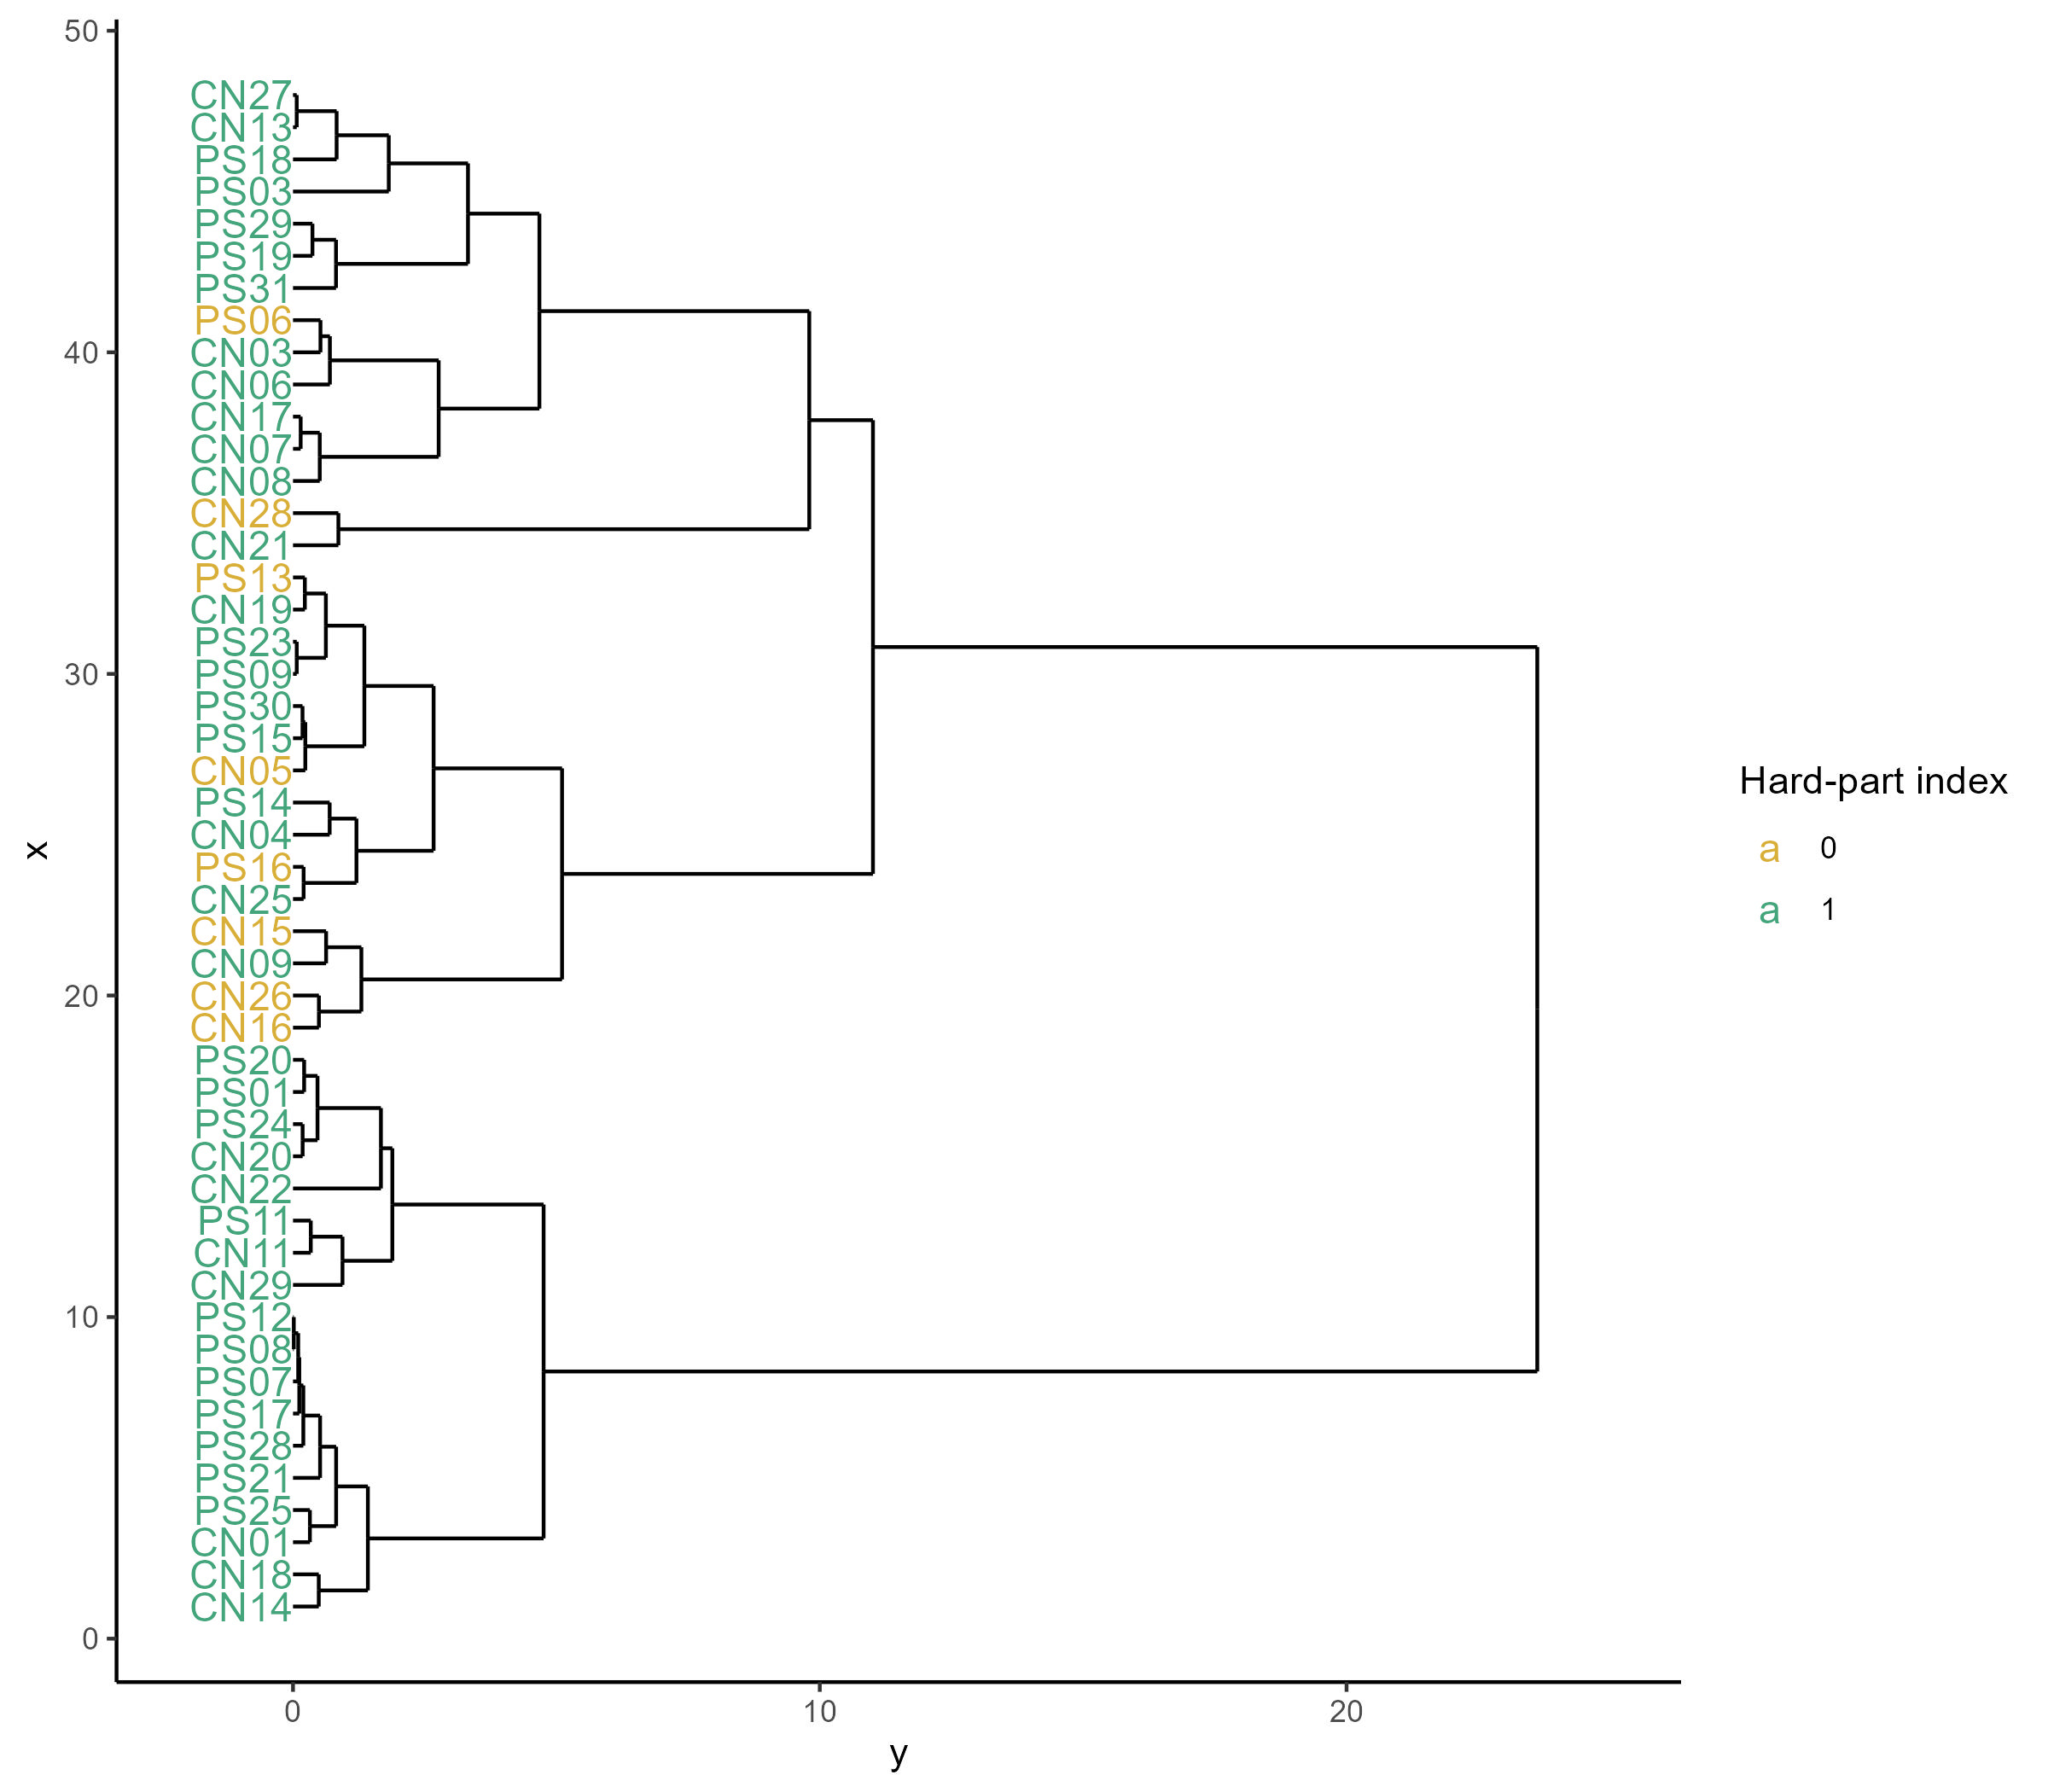 50
CN27
CN13
PS18
PS03
PS29
PS19
PS31
PS06
40
CN03
CN06
CN17
CN07
CN08
CN28
CN21
PS13
CN19
PS23
30
PS09
PS30
PS15
CN05
PS14
CN04
PS16
CN25
CN15
CN09
20
CN26
CN16
PS20
PS01
PS24
CN20
CN22
PS11
CN11
CN29
10
PS12
PS08
PS07
PS17
PS28
PS21
PS25
CN01
CN18
CN14
0
x
0 10 20
y
Hard-part index
a 0
a 1